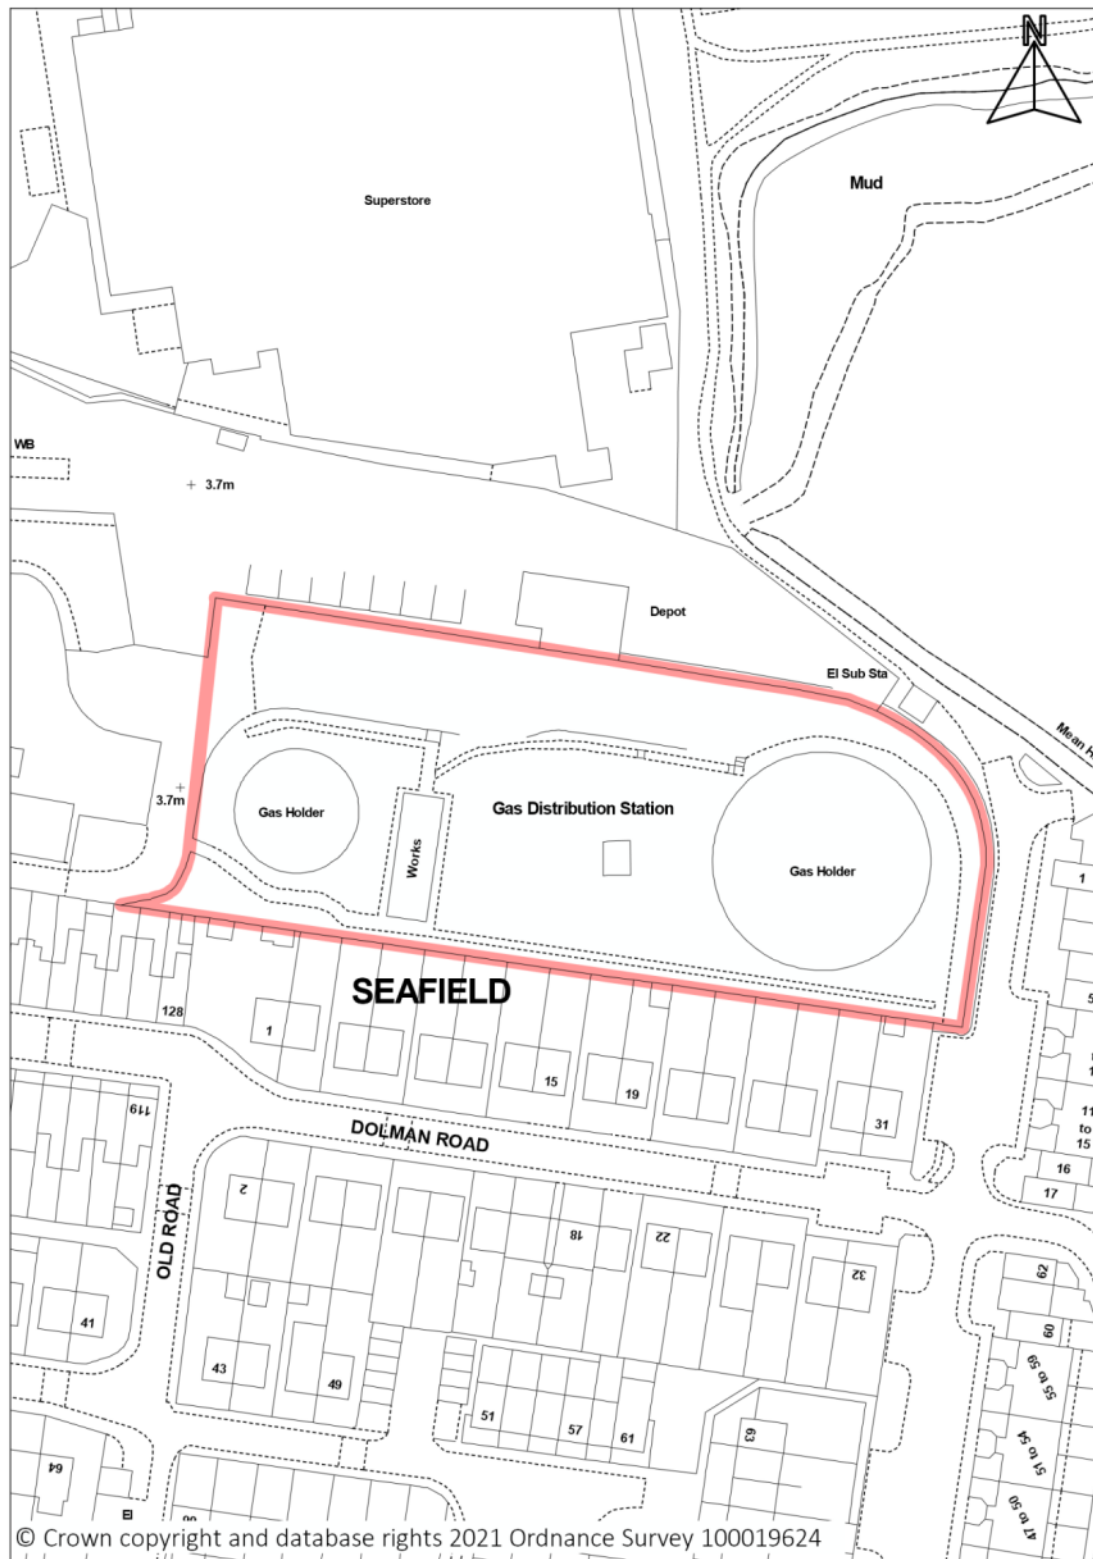 N
Mud
Superstore
WB
3.7m
Depot
El Sub Sta
3.7m
Gas Holder
Works
Gas Distribution Station
Gas Holder
1
SEAFIELD
128
1
15
19
31
5
11
to
15
16
17
119
DOLMAN ROAD
OLD ROAD
2
18
22
32
62
60
55 to 59
51 to 54
47 to 50
41
43
49
51
57
61
63
64
© Crown copyright and database rights 2021 Ordnance Survey 100019624